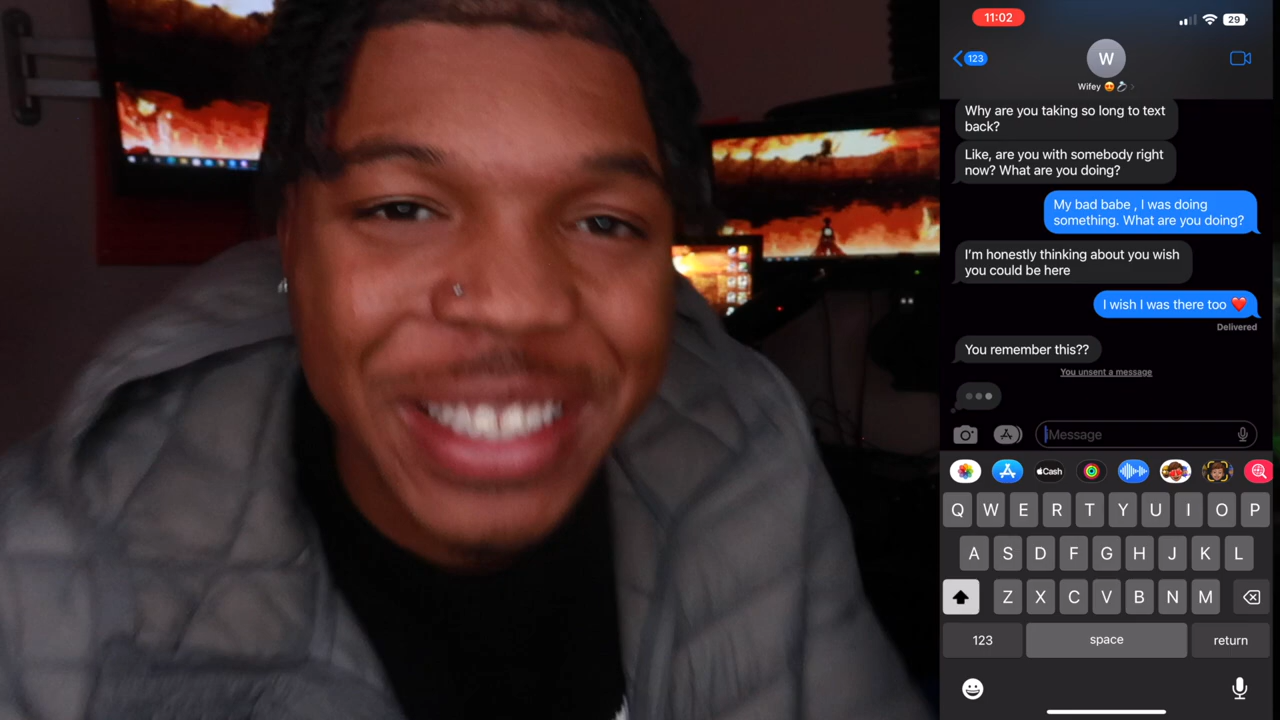 11:02
29
123
W
Wifey 😍💍
Why are you taking so long to text
back?
Like, are you with somebody right
now? What are you doing?
My bad babe , I was doing
something. What are you doing?
I'm honestly thinking about you wish
you could be here
I wish I was there too ❤️
Delivered
You remember this??
You unsent a message
iMessage
Cash
Q W E R T Y U I O P
A S D F G H J K L
Z X C V B N M
123 space return